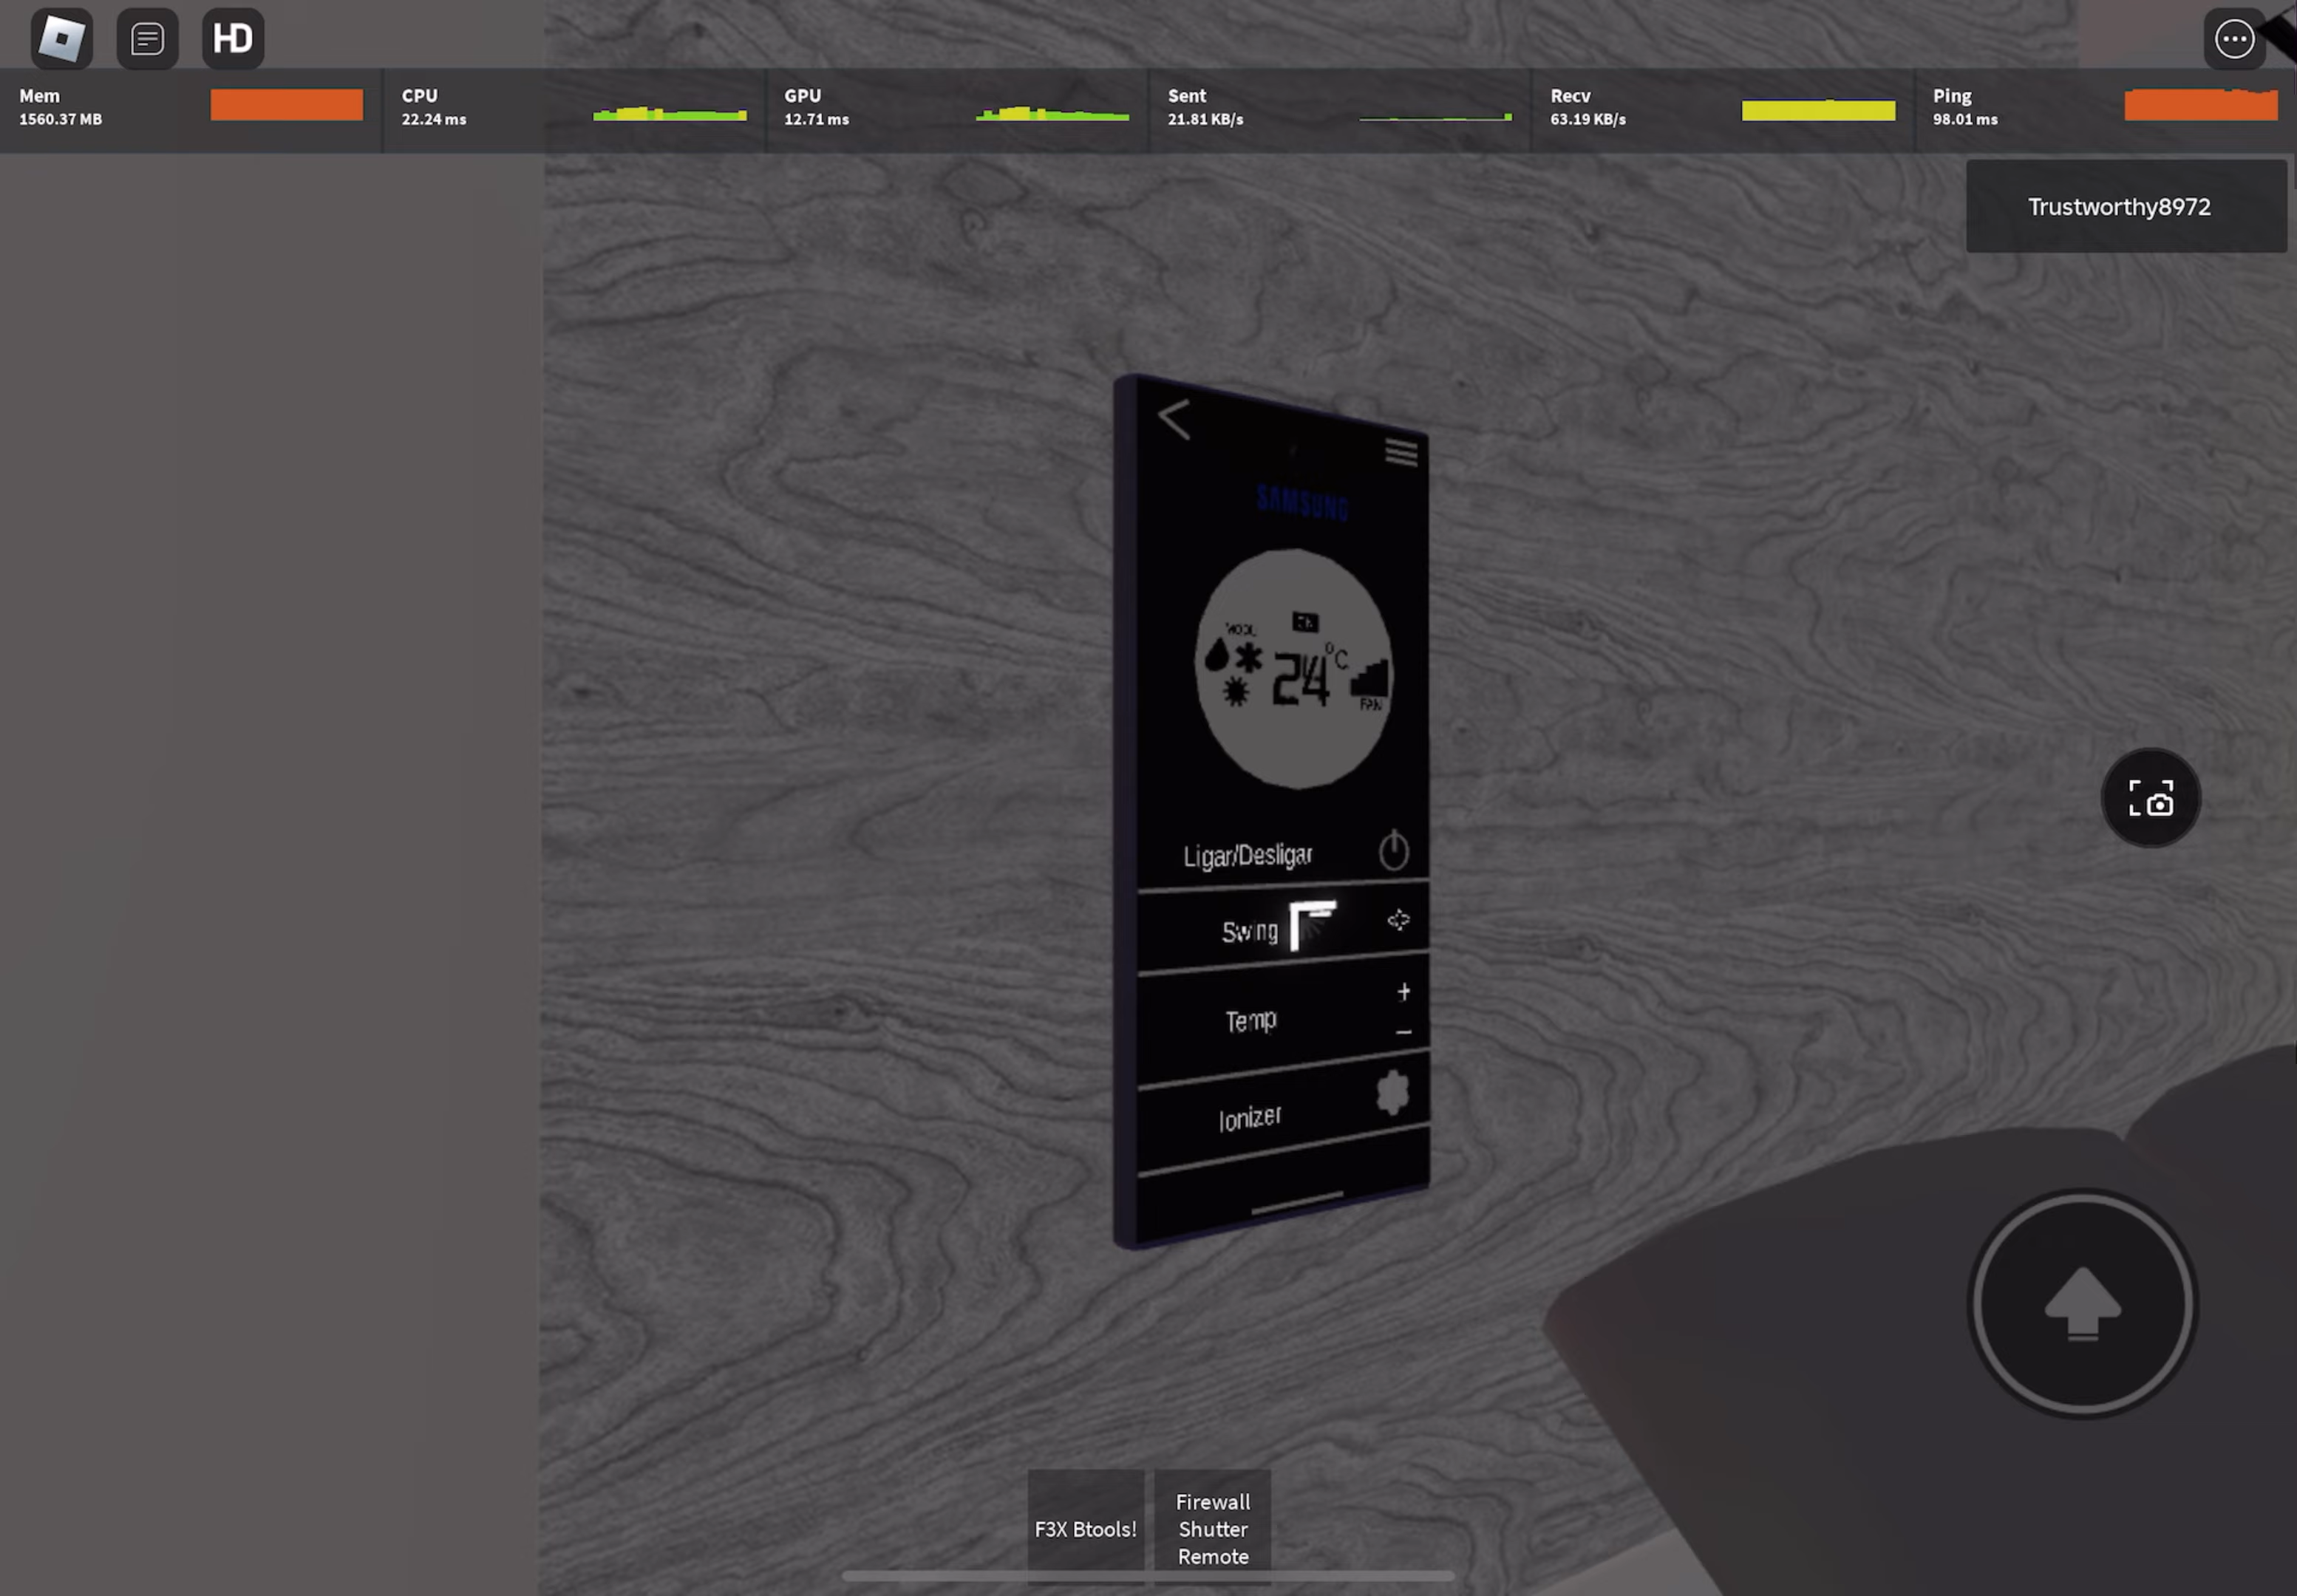 HD
Mem
1560.37 MB
CPU
22.24 ms
GPU
12.71 ms
Sent
21.81 KB/s
Recv
63.19 KB/s
Ping
98.01 ms
Trustworthy8972
SAMSUNG
MODE
24°C
FAN
Ligar/Desligar
Swing
Temp
+
−
Ionizer
F3X Btools!
Firewall
Shutter
Remote